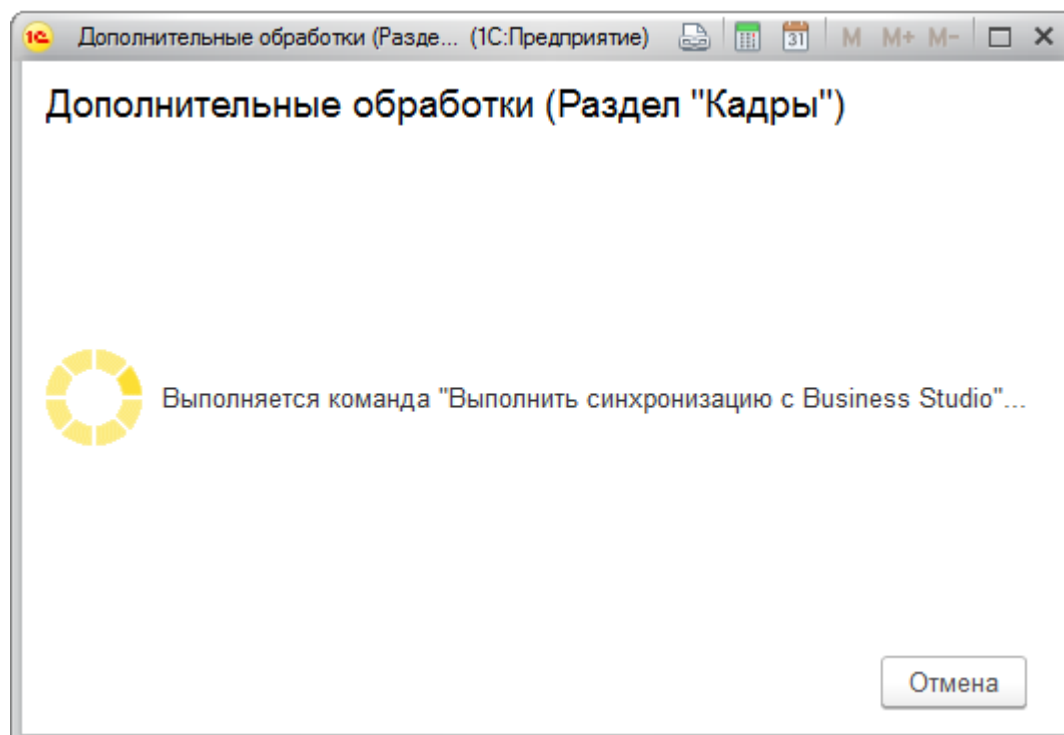 1С Дополнительные обработки (Разде... (1С:Предприятие) 31 M M+ M-
Дополнительные обработки (Раздел "Кадры")
Выполняется команда "Выполнить синхронизацию с Business Studio"...
Отмена